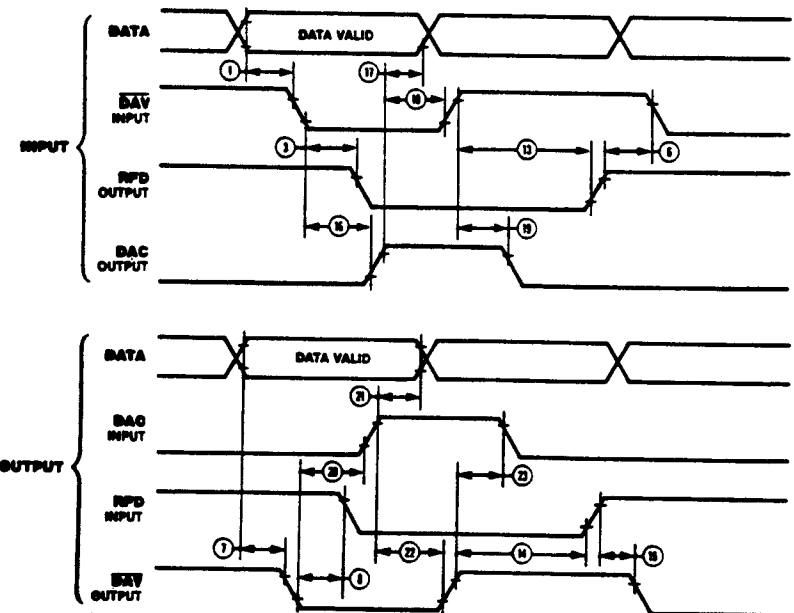 DATA
DATA VALID
1
17
18
DAV
INPUT
INPUT
3
13
6
RFD
OUTPUT
16
19
DAC
OUTPUT
DATA
DATA VALID
21
DAC
INPUT
OUTPUT
20
23
RFD
INPUT
7
8
22
14
15
DAV
OUTPUT